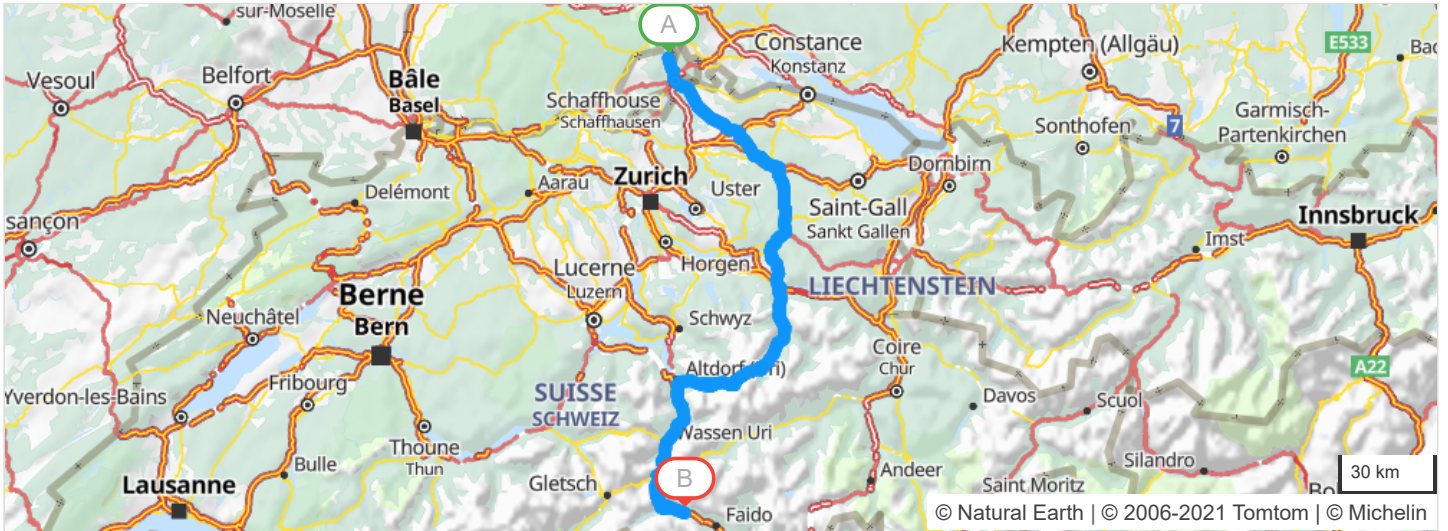 sur-Moselle
A
Constance
Konstanz
Kempten (Allgäu)
E533
Vesoul
Belfort
Bâle
Basel
Schaffhouse
Schaffhausen
Garmisch-
Partenkirchen
Sonthofen
7
Delémont
Aarau
Zurich
Uster
Dornbirn
Saint-Gall
Sankt Gallen
Innsbruck
Imst
Lucerne
Luzern
Horgen
LIECHTENSTEIN
Berne
Bern
Neuchâtel
Schwyz
Coire
Chur
Altdorf
A22
Yverdon-les-Bains
Fribourg
SUISSE
SCHWEIZ
Davos
Scuol
Thoune
Thun
Wassen Uri
Bulle
Lausanne
Gletsch
B
Faido
Andeer
Saint Moritz
Silandro
30 km
© Natural Earth | © 2006-2021 Tomtom | © Michelin